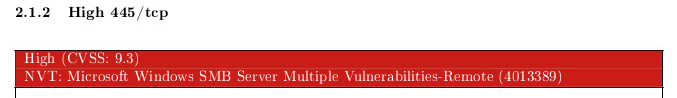 2.1.2 High 445/tcp
High (CVSS: 9.3)
NVT: Microsoft Windows SMB Server Multiple Vulnerabilities-Remote (4013389)